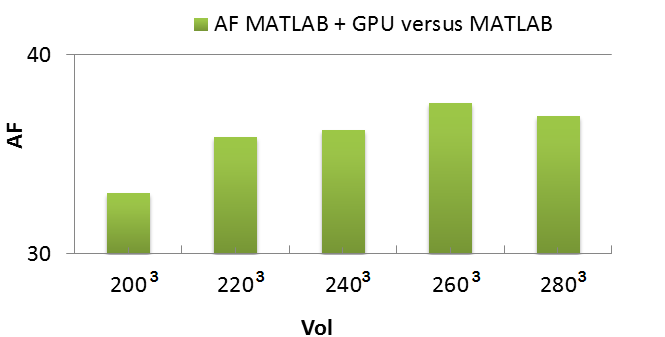 AF MATLAB + GPU versus MATLAB
40
AF
30
200³ 220³ 240³ 260³ 280³
Vol